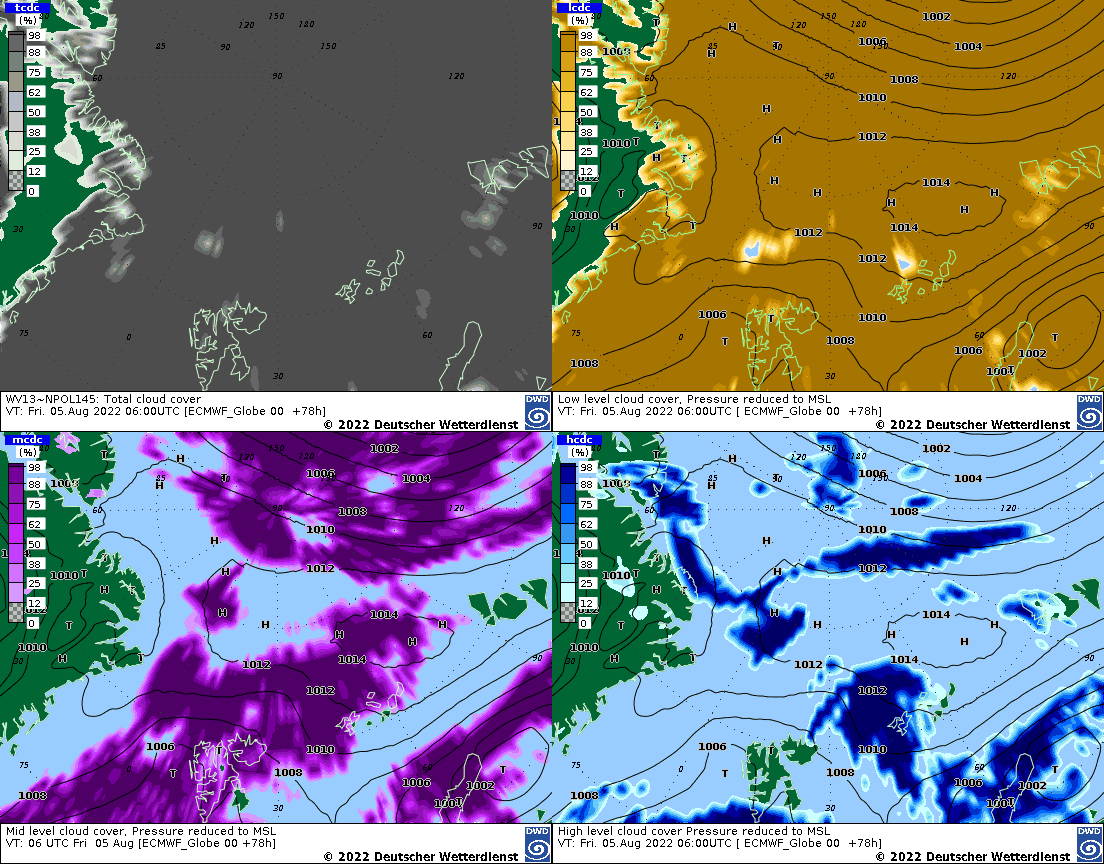 tcdc
(%)
98
88
75
62
50
38
25
12
0
80
150
120
180
85
90
150
60
90
120
30
90
75
0
60
30
WV13~NPOL145: Total cloud cover
VT: Fri. 05.Aug 2022 06:00UTC [ECMWF_Globe 00 +78h]
© 2022 Deutscher Wetterdienst
DWD
lcdc
(%)
98
88
75
62
50
38
25
12
0
1002
150
120
180
T
H
1006
150
1004
85
H
1008
60
90
1008
120
1010
H
1010
T
H
1012
H
T
H
H
1014
H
H
H
1010
H
T
1012
1014
1012
1006
T
1010
T
1008
75
0
60
T
1006
1002
1008
30
T
Low level cloud cover, Pressure reduced to MSL
VT: Fri. 05.Aug 2022 06:00UTC [ ECMWF_Globe 00 +78h]
© 2022 Deutscher Wetterdienst
DWD
mcdc
(%)
98
88
75
62
50
38
25
12
0
1002
150
120
180
T
H
1006
1004
85
H
1008
60
90
1008
120
1010
H
1010
T
H
1012
H
T
H
H
1014
H
H
H
1010
30
H
T
1012
1014
1012
1006
T
1010
1008
75
0
T
1006
1002
1008
30
T
Mid level cloud cover, Pressure reduced to MSL
VT: 06 UTC Fri 05 Aug [ECMWF_Globe 00 +78h]
© 2022 Deutscher Wetterdienst
DWD
hcdc
(%)
98
88
75
62
50
38
25
12
0
1002
150
120
180
T
H
1006
150
1004
85
H
90
1008
60
90
1008
120
1010
H
1010
T
H
1012
H
T
H
H
1014
H
H
H
1010
30
H
T
1012
1014
90
1012
1006
T
T
1010
1008
75
0
60
T
1006
1002
30
T
High level cloud cover Pressure reduced to MSL
VT: Fri. 05.Aug 2022 06:00UTC [ ECMWF_Globe 00 +78h]
© 2022 Deutscher Wetterdienst
DWD